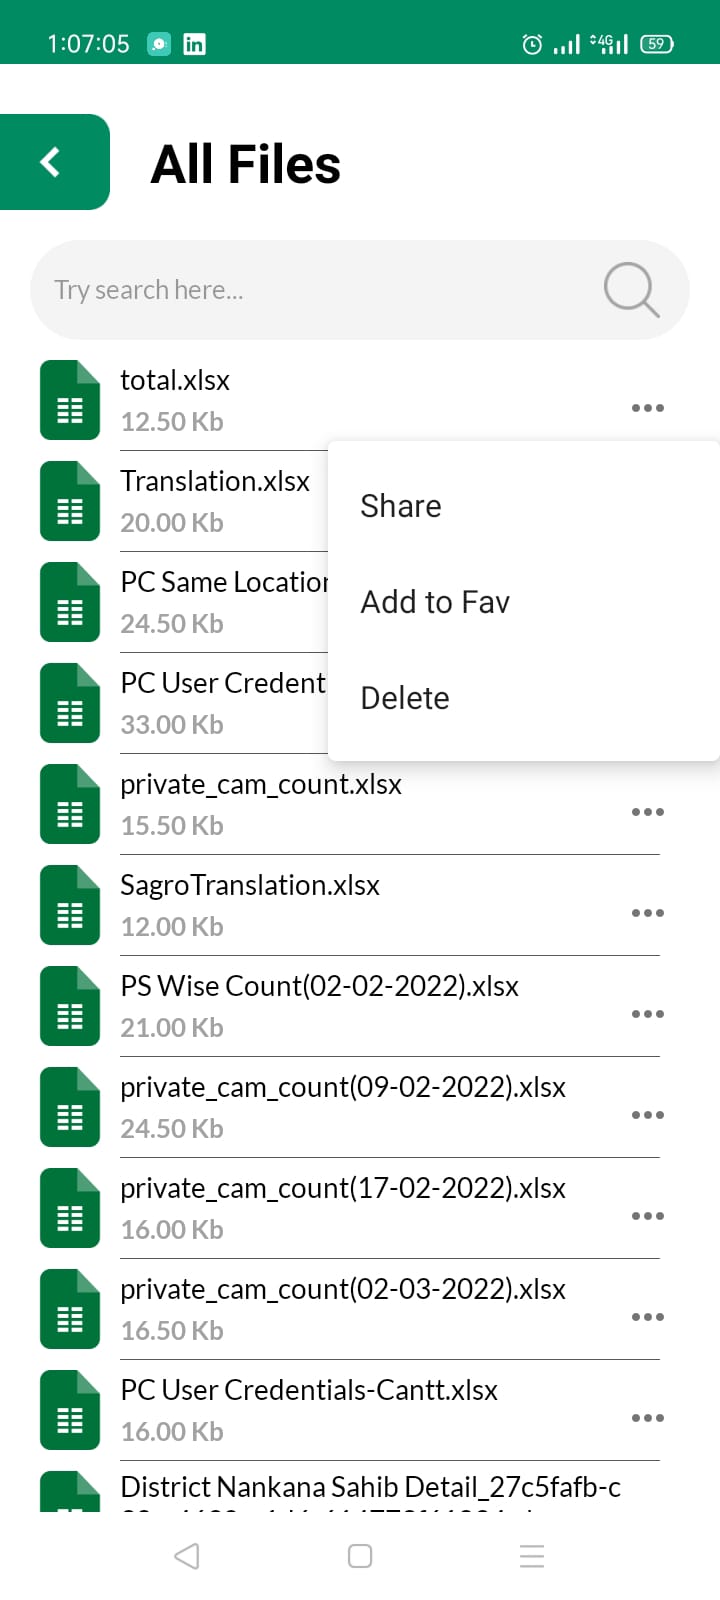 1:07:05 in 4G 59
All Files
Try search here...
total.xlsx
12.50 Kb
Translation.xlsx
20.00 Kb
PC Same Location
24.50 Kb
PC User Credent
33.00 Kb
Share
Add to Fav
Delete
private_cam_count.xlsx
15.50 Kb
SagroTranslation.xlsx
12.00 Kb
PS Wise Count(02-02-2022).xlsx
21.00 Kb
private_cam_count(09-02-2022).xlsx
24.50 Kb
private_cam_count(17-02-2022).xlsx
16.00 Kb
private_cam_count(02-03-2022).xlsx
16.50 Kb
PC User Credentials-Cantt.xlsx
16.00 Kb
District Nankana Sahib Detail_27c5fafb-c